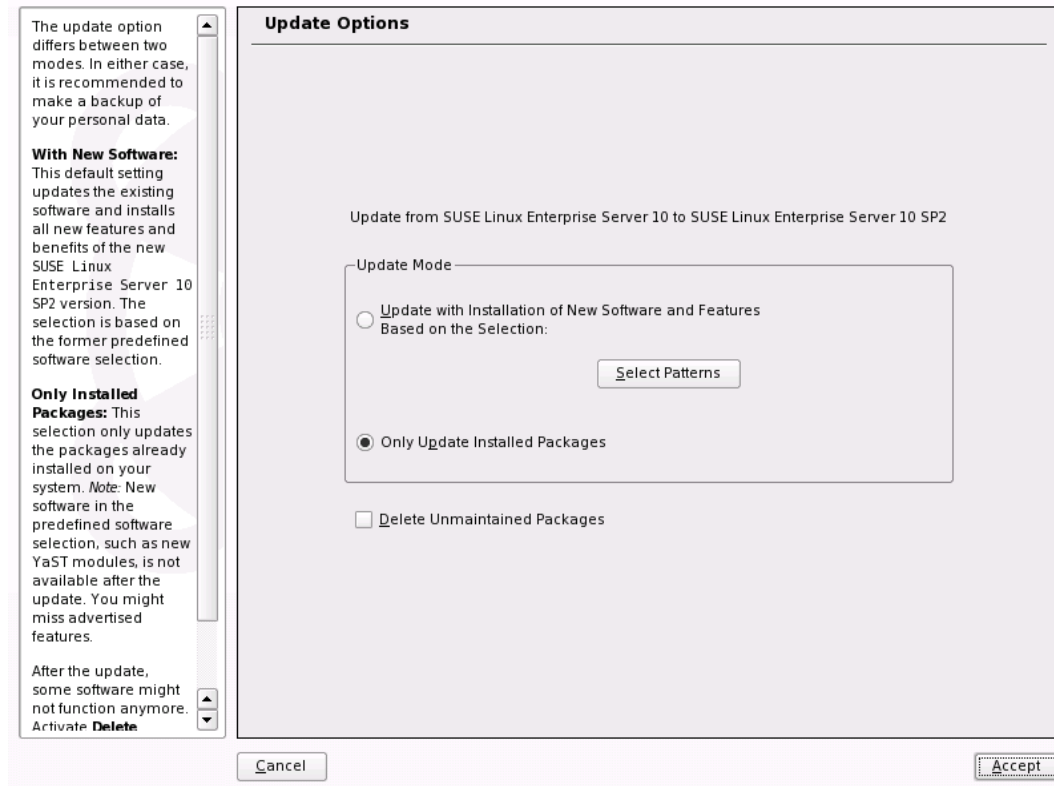 The update option
differs between two
modes. In either case,
it is recommended to
make a backup of
your personal data.
With New Software:
This default setting
updates the existing
software and installs
all new features and
benefits of the new
SUSE Linux
Enterprise Server 10
SP2 version. The
selection is based on
the former predefined
software selection.
Only Installed
Packages: This
selection only updates
the packages already
installed on your
system. Note: New
software in the
predefined software
selection, such as new
YaST modules, is not
available after the
update. You might
miss advertised
features.
After the update,
some software might
not function anymore.
Activate Delete
Update Options
Update from SUSE Linux Enterprise Server 10 to SUSE Linux Enterprise Server 10 SP2
Update Mode
Update with Installation of New Software and Features
Based on the Selection:
Select Patterns
Only Update Installed Packages
Delete Unmaintained Packages
Cancel
Accept